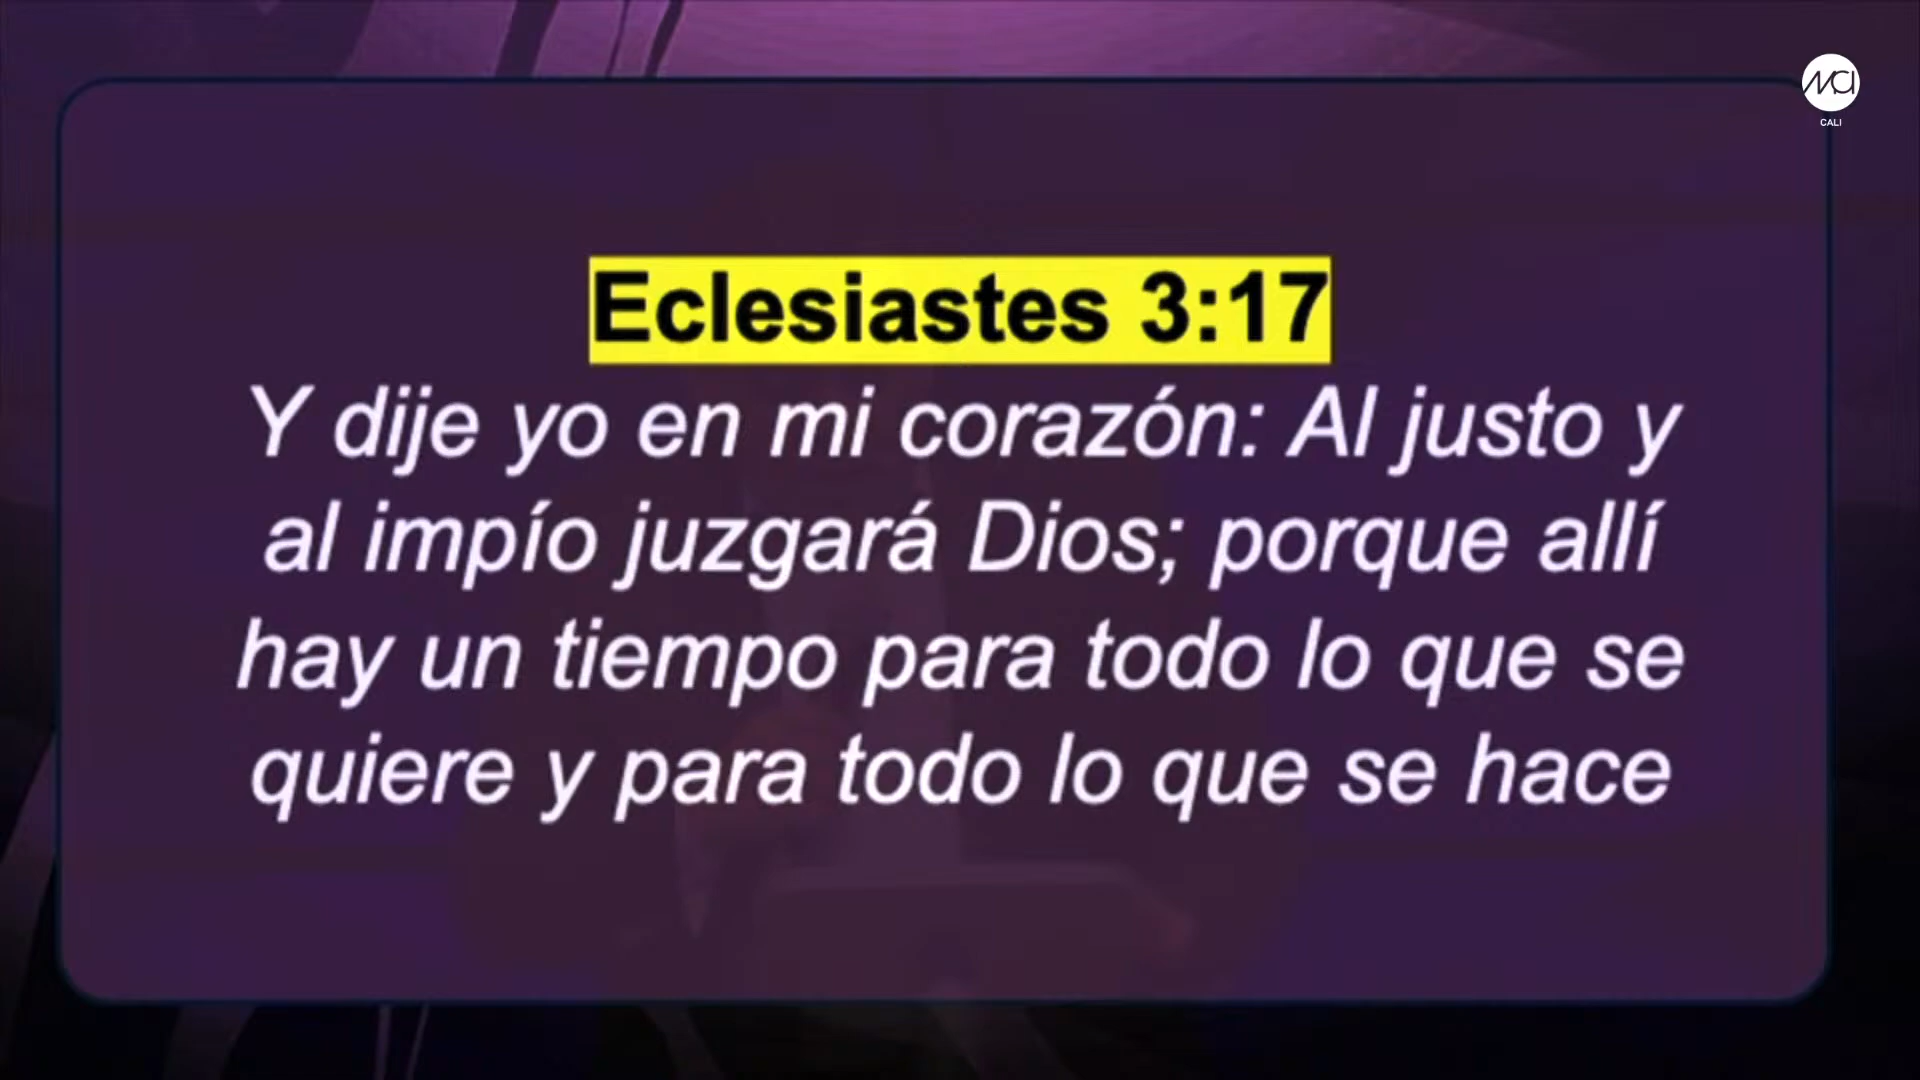 MCI
CALI
Eclesiastes 3:17
Y dije yo en mi corazón: Al justo y
al impío juzgará Dios; porque allí
hay un tiempo para todo lo que se
quiere y para todo lo que se hace